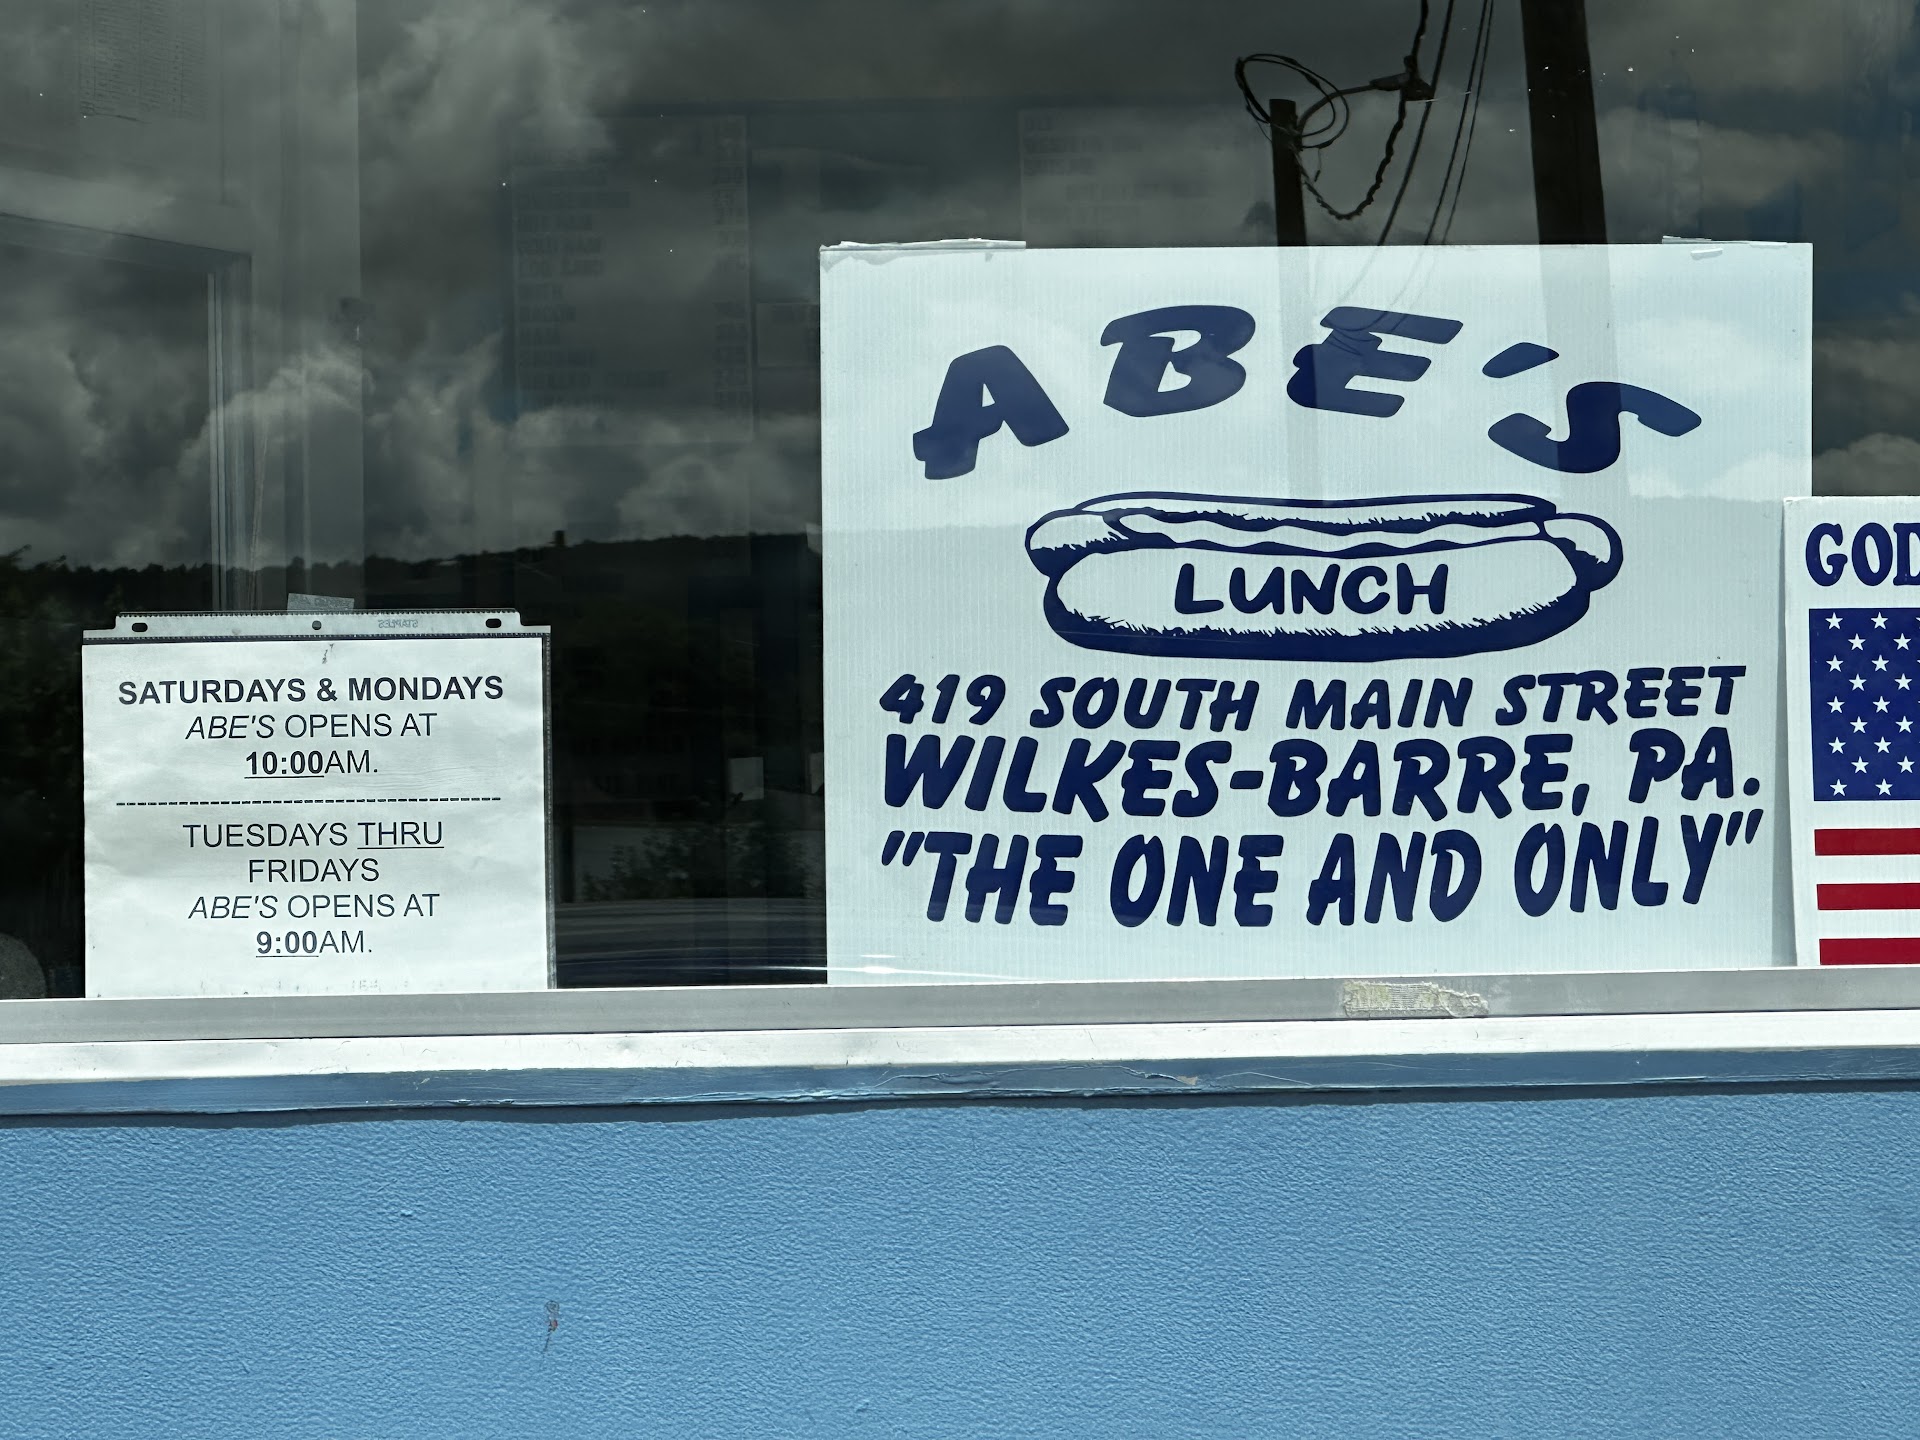 SATURDAYS & MONDAYS
ABE'S OPENS AT
10:00AM.
TUESDAYS THRU
FRIDAYS
ABE'S OPENS AT
9:00AM.
ABE'S
LUNCH
419 SOUTH MAIN STREET
WILKES-BARRE, PA.
"THE ONE AND ONLY"
GOD
STAPLES